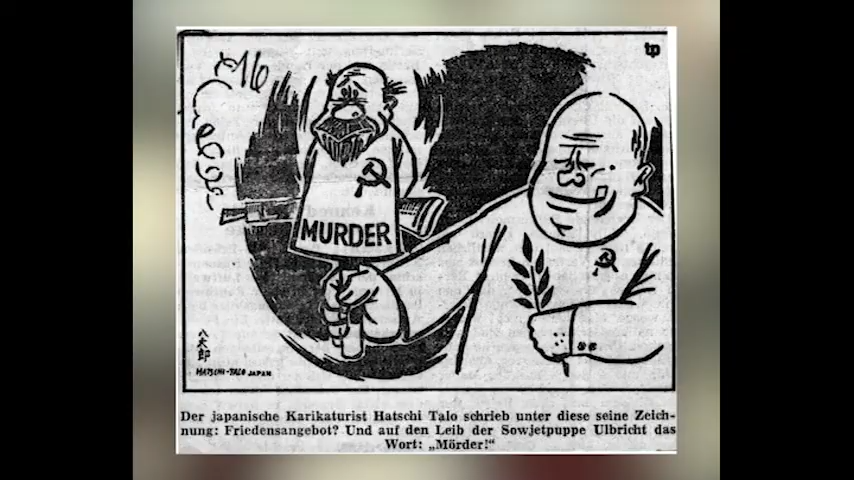 tp
MURDER
八太郎
HATSCHI-TALO JAPAN
Der japanische Karikaturist Hatschi Talo schrieb unter diese seine Zeich-
nung: Friedensangebot? Und auf den Leib der Sowjetpuppe Ulbricht das
Wort: „Mörder!“